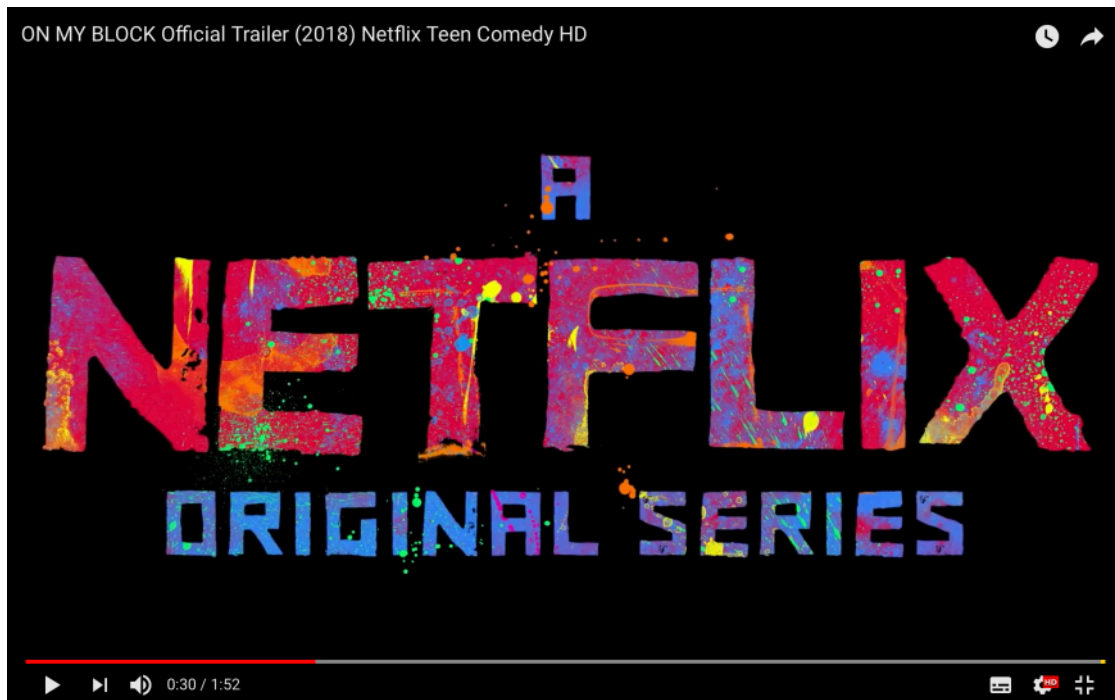 ON MY BLOCK Official Trailer (2018) Netflix Teen Comedy HD
A
NETFLIX
ORIGINAL SERIES
0:30 / 1:52
HD